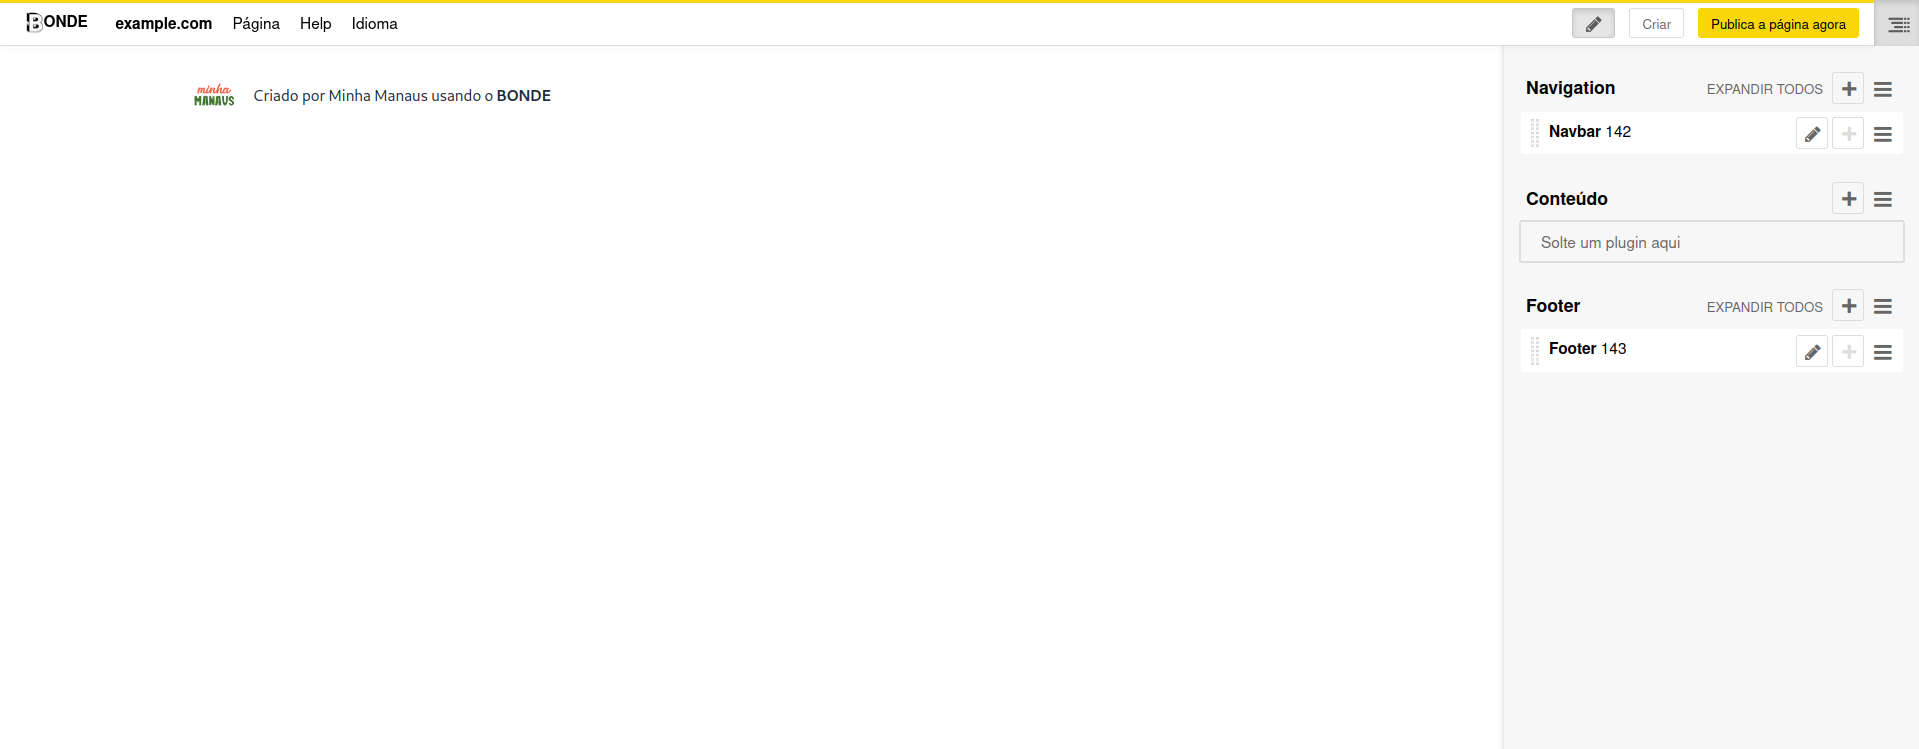 BONDE example.com Página Help Idioma Criar Publica a página agora
minha
MANAUS
Criado por Minha Manaus usando o BONDE
Navigation EXPANDIR TODOS
Navbar 142
Conteúdo
Solte um plugin aqui
Footer EXPANDIR TODOS
Footer 143